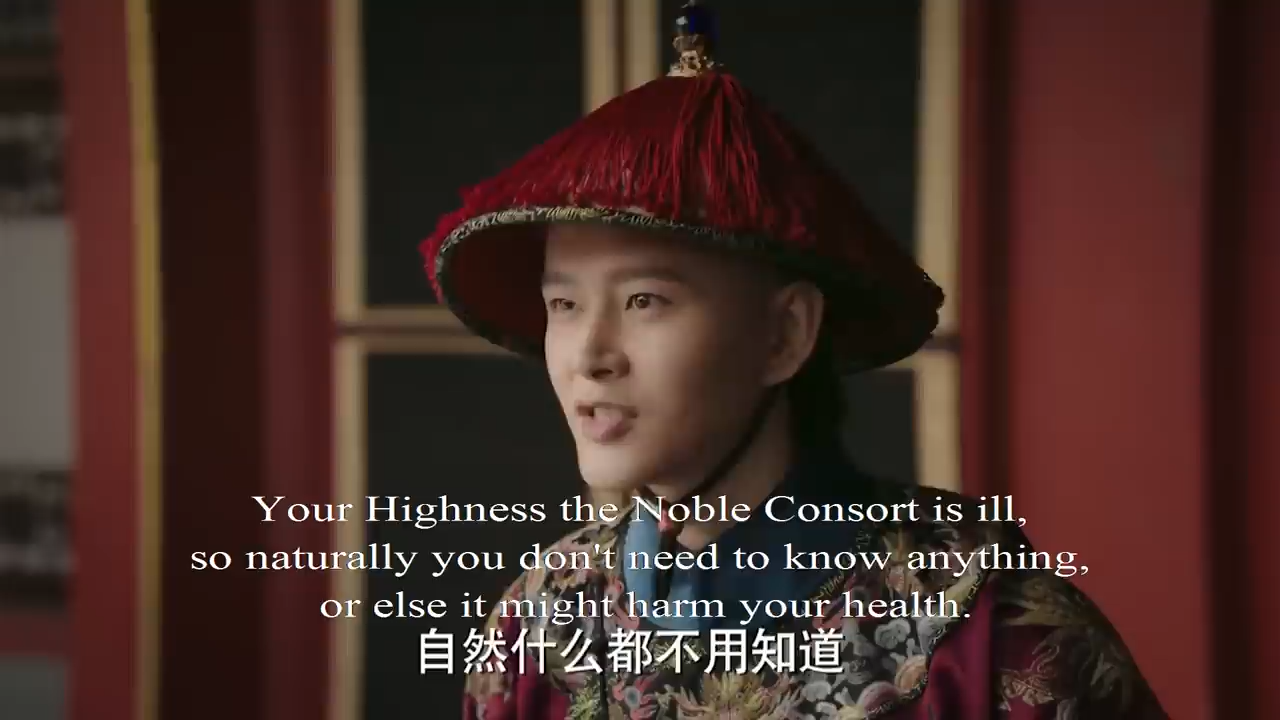 Your Highness the Noble Consort is ill,
so naturally you don't need to know anything,
or else it might harm your health.
自然什么都不用知道